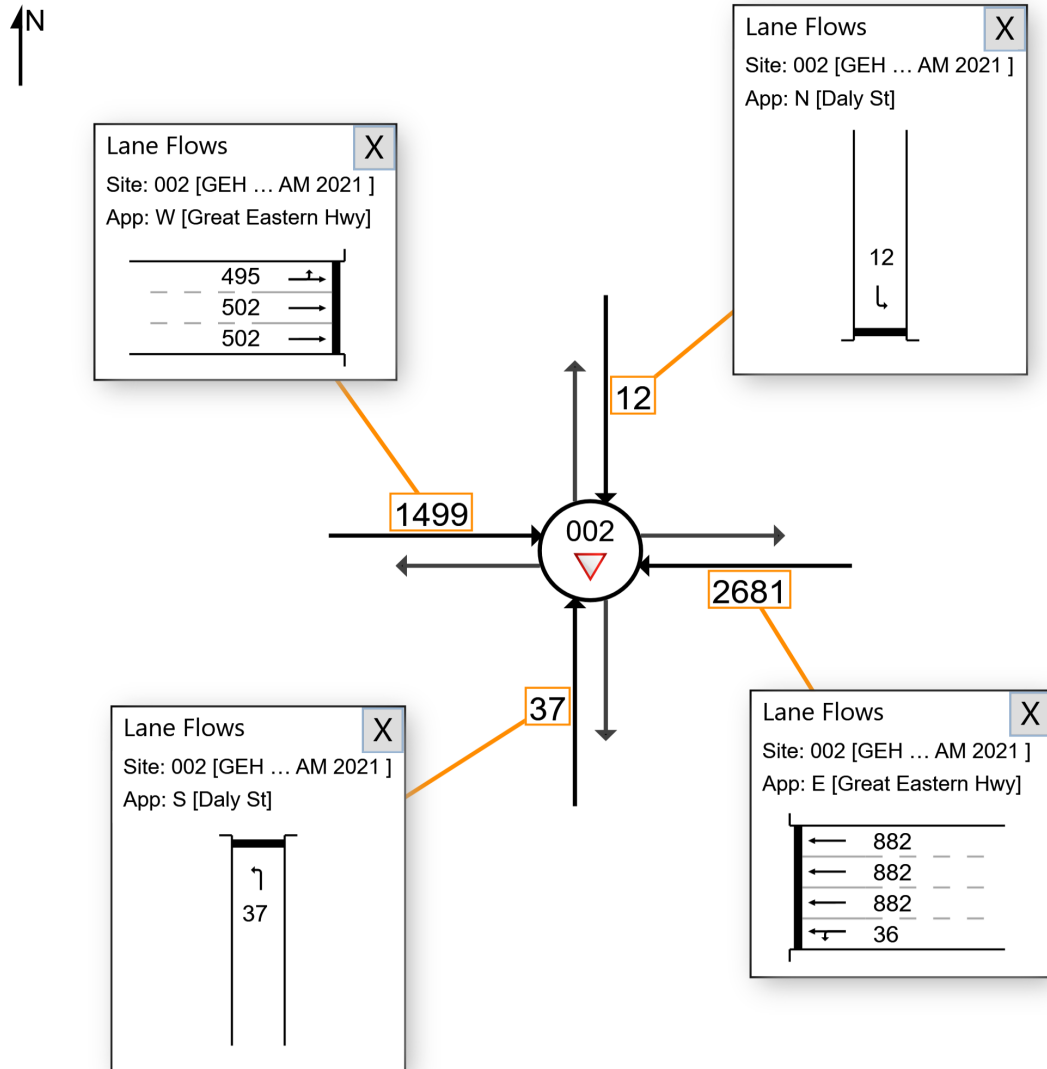 N
Lane Flows
X
Site: 002 [GEH ... AM 2021 ]
App: N [Daly St]
12
Lane Flows
X
Site: 002 [GEH ... AM 2021 ]
App: W [Great Eastern Hwy]
495
502
502
12
1499
002
2681
37
Lane Flows
X
Site: 002 [GEH ... AM 2021 ]
App: S [Daly St]
37
Lane Flows
X
Site: 002 [GEH ... AM 2021 ]
App: E [Great Eastern Hwy]
882
882
882
36